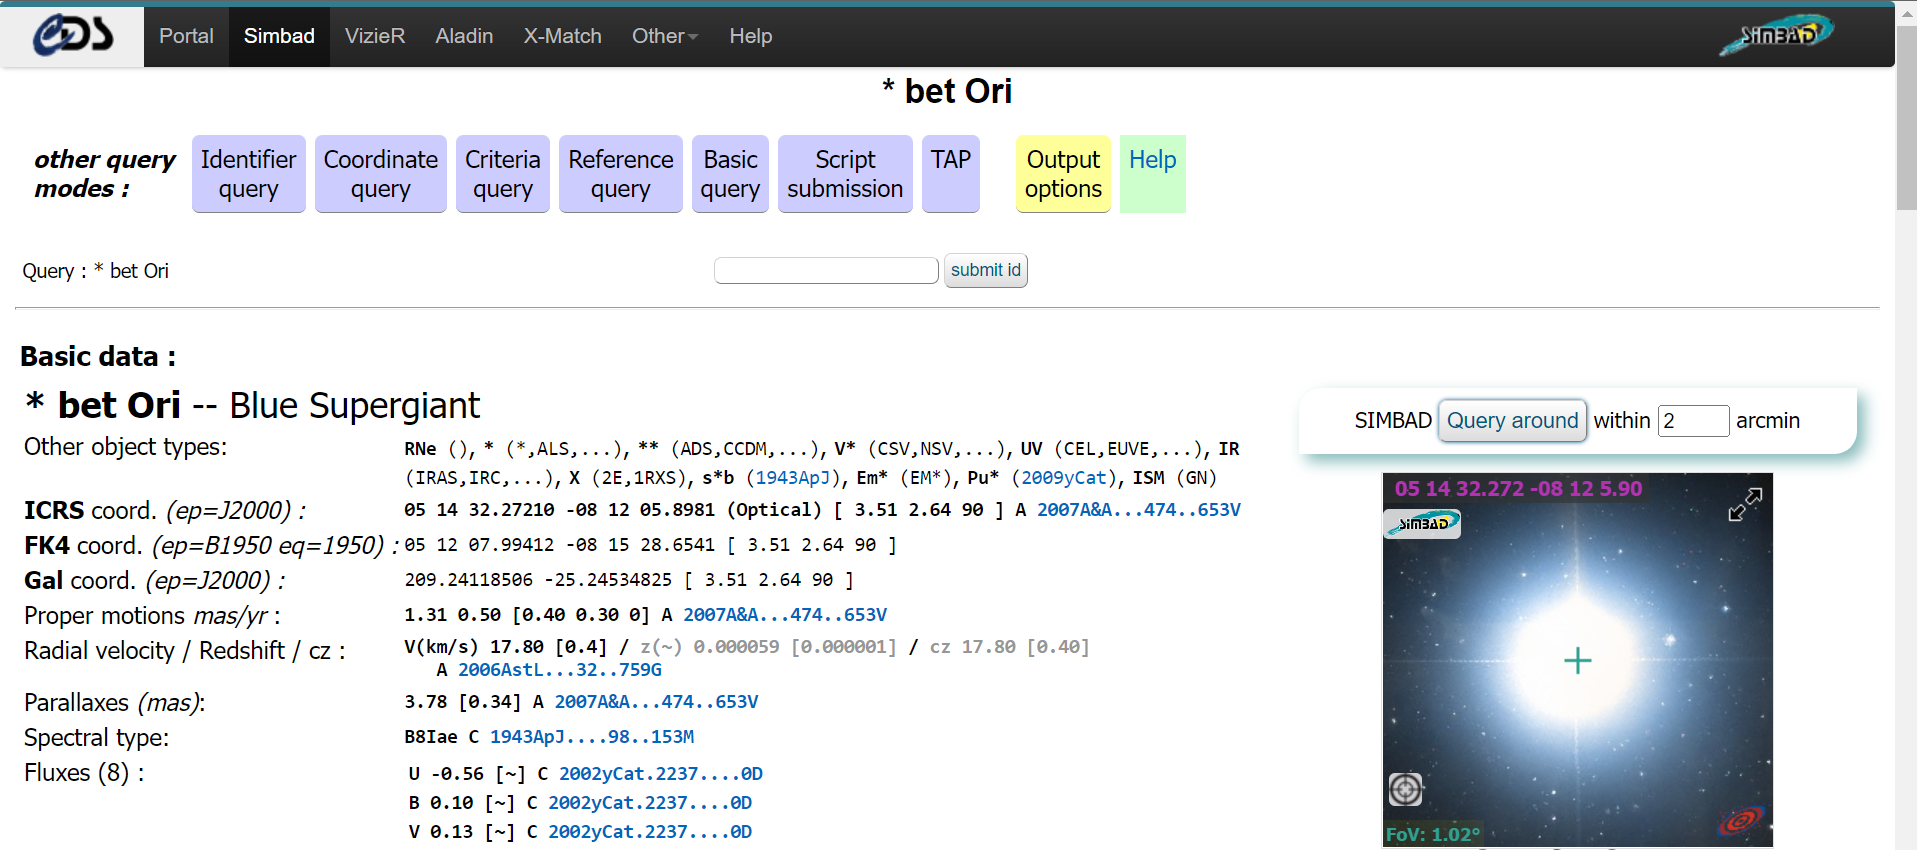 CDS Portal Simbad VizieR Aladin X-Match Other Help SIMBAD
* bet Ori
other query modes :
Identifier query
Coordinate query
Criteria query
Reference query
Basic query
Script submission
TAP
Output options
Help
Query : * bet Ori
submit id
Basic data :
* bet Ori -- Blue Supergiant
SIMBAD Query around within 2 arcmin
Other object types: RNe (), * (*,ALS,...), ** (ADS,CCDM,...), V* (CSV,NSV,...), UV (CEL,EUVE,...), IR
(IRAS,IRC,...), X (2E,1RXS), s*b (1943ApJ), Em* (EM*), Pu* (2009yCat), ISM (GN)
ICRS coord. (ep=J2000) : 05 14 32.27210 -08 12 05.8981 (Optical) [ 3.51 2.64 90 ] A 2007A&A...474..653V
FK4 coord. (ep=B1950 eq=1950) : 05 12 07.99412 -08 15 28.6541 [ 3.51 2.64 90 ]
Gal coord. (ep=J2000) : 209.24118506 -25.24534825 [ 3.51 2.64 90 ]
Proper motions mas/yr : 1.31 0.50 [0.40 0.30 0] A 2007A&A...474..653V
Radial velocity / Redshift / cz : V(km/s) 17.80 [0.4] / z(~) 0.000059 [0.000001] / cz 17.80 [0.40]
A 2006AstL...32..759G
Parallaxes (mas): 3.78 [0.34] A 2007A&A...474..653V
Spectral type: B8Iae C 1943ApJ....98..153M
Fluxes (8) : U -0.56 [~] C 2002yCat.2237....0D
B 0.10 [~] C 2002yCat.2237....0D
V 0.13 [~] C 2002yCat.2237....0D
05 14 32.272 -08 12 5.90
SIMBAD
FoV: 1.02°